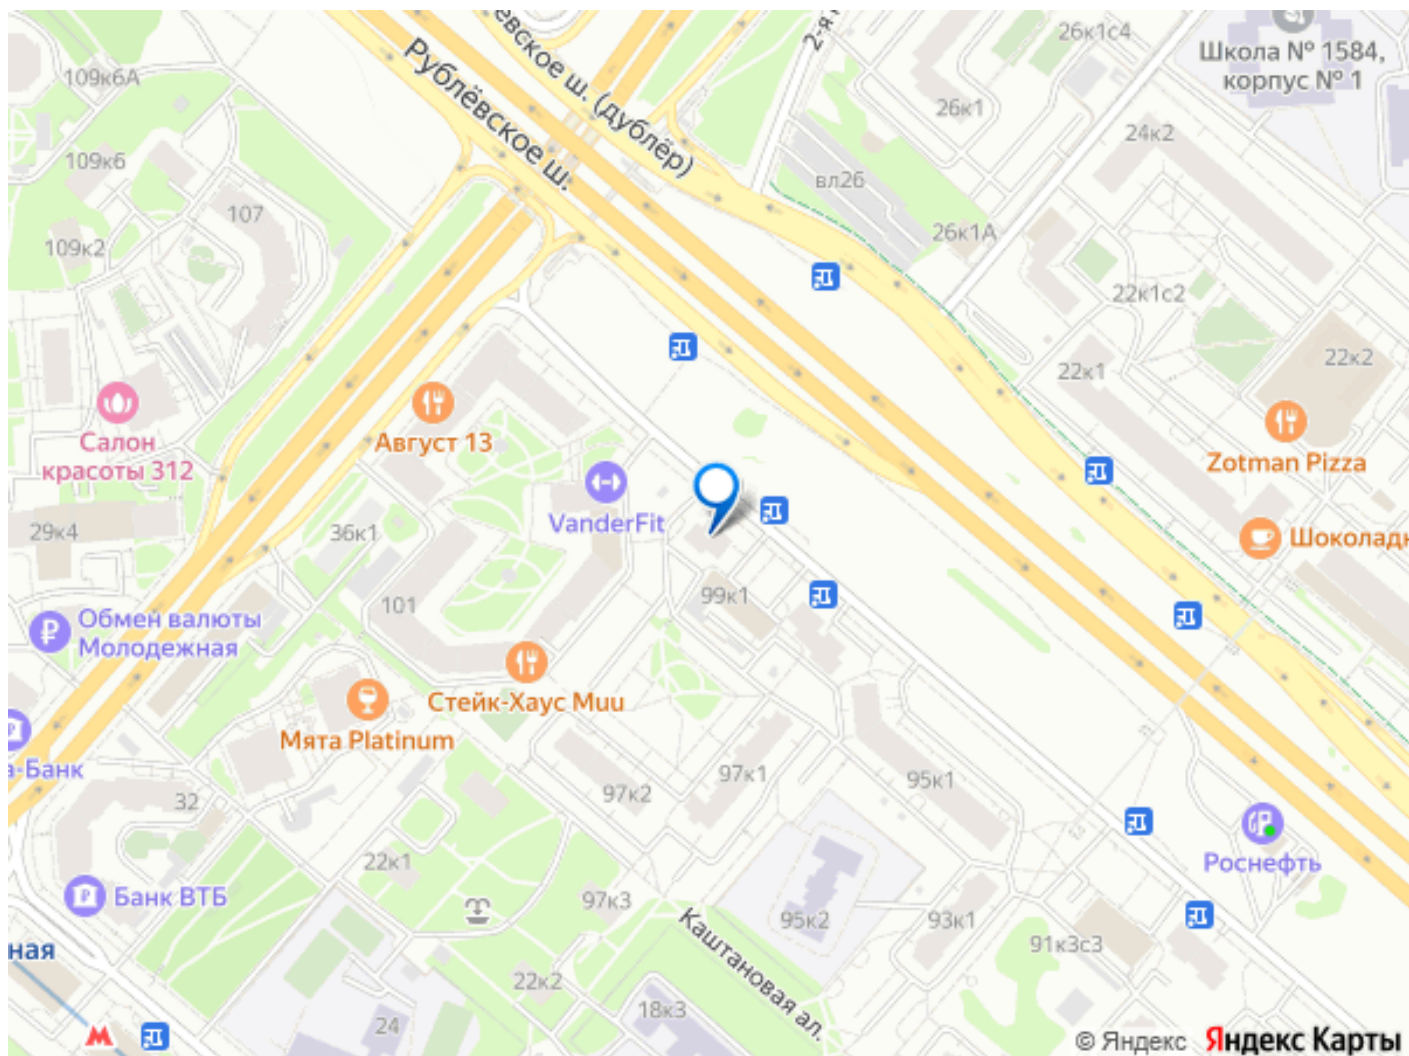 109к6А
Рублёвское ш.
евское ш. (дублёр)
2-я
26к1с4
Школа № 1584,
корпус № 1
26к1
24к2
109к6
вл26
107
109к2
26к1А
22к1с2
22к1
22к2
Салон
красоты 312
Август 13
Zotman Pizza
VanderFit
29к4
36к1
Шоколадн
99к1
101
Обмен валюты
Молодежная
Стейк-Хаус Muu
Мята Platinum
а-Банк
32
97к2
97к1
95к1
Роснефть
22к1
Банк ВТБ
97к3
95к2
93к1
91к3с3
ная
Каштановая ал.
22к2
18к3
24
© Яндекс Яндекс Карты